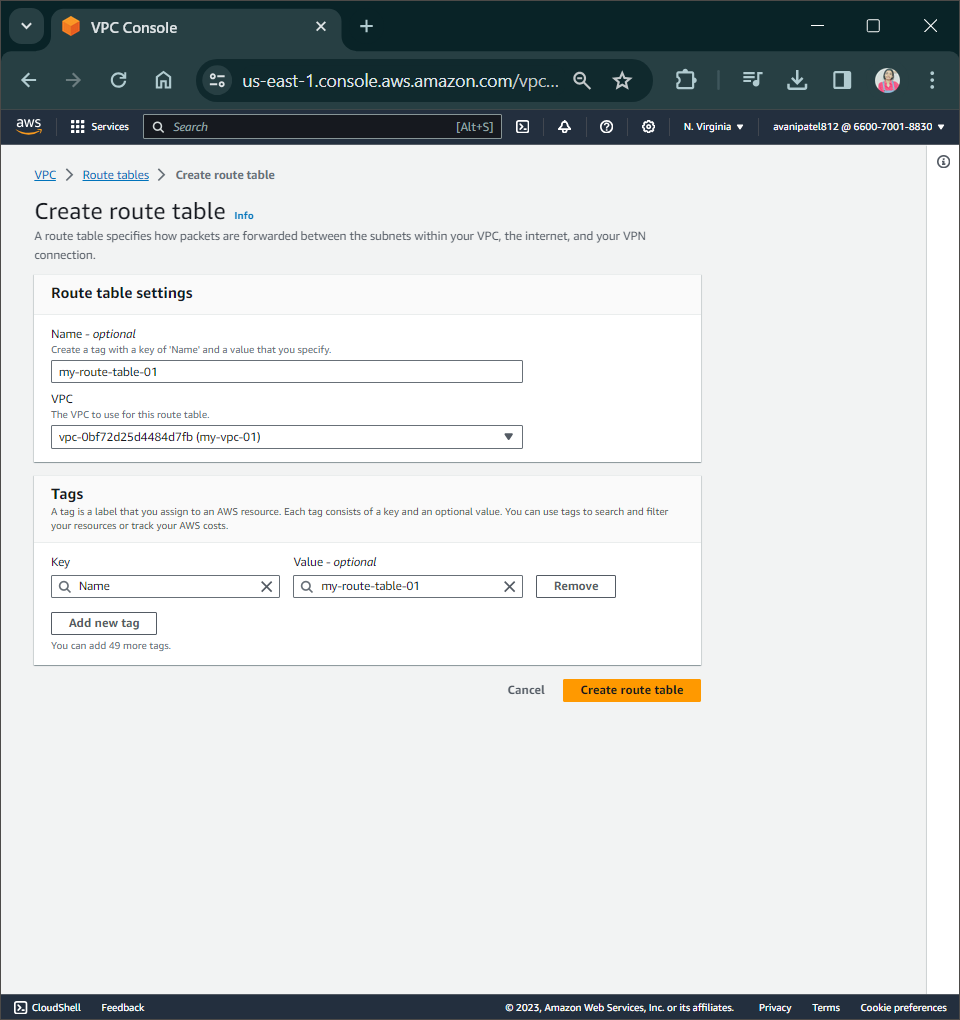 VPC Console
us-east-1.console.aws.amazon.com/vpc...
aws
Services
Search
[Alt+S]
N. Virginia
avanipatel812 @ 6600-7001-8830
VPC
Route tables
Create route table
Create route table
Info
A route table specifies how packets are forwarded between the subnets within your VPC, the internet, and your VPN
connection.
Route table settings
Name - optional
Create a tag with a key of 'Name' and a value that you specify.
my-route-table-01
VPC
The VPC to use for this route table.
vpc-0bf72d25d4484d7fb (my-vpc-01)
Tags
A tag is a label that you assign to an AWS resource. Each tag consists of a key and an optional value. You can use tags to search and filter
your resources or track your AWS costs.
Key
Value - optional
Name
my-route-table-01
Remove
Add new tag
You can add 49 more tags.
Cancel
Create route table
CloudShell
Feedback
© 2023, Amazon Web Services, Inc. or its affiliates.
Privacy
Terms
Cookie preferences